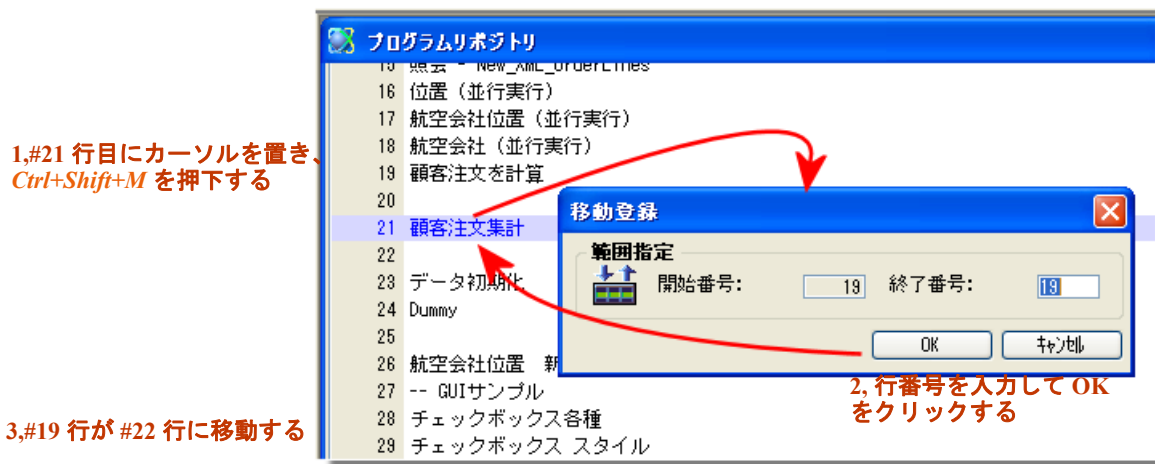 プログラムリポジトリ
15 照会 - New_XML_OrderLines
16 位置（並行実行）
17 航空会社位置（並行実行）
18 航空会社（並行実行）
19 顧客注文を計算
20
21 顧客注文集計
22
23 データ初期化
24 Dummy
25
26 航空会社位置 新
27 -- GUIサンプル
28 チェックボックス各種
29 チェックボックス スタイル
1,#21 行目にカーソルを置き、
Ctrl+Shift+M を押下する
移動登録
範囲指定
開始番号: 19 終了番号: 19
OK キャンセル
2, 行番号を入力して OK
をクリックする
3,#19 行が #22 行に移動する